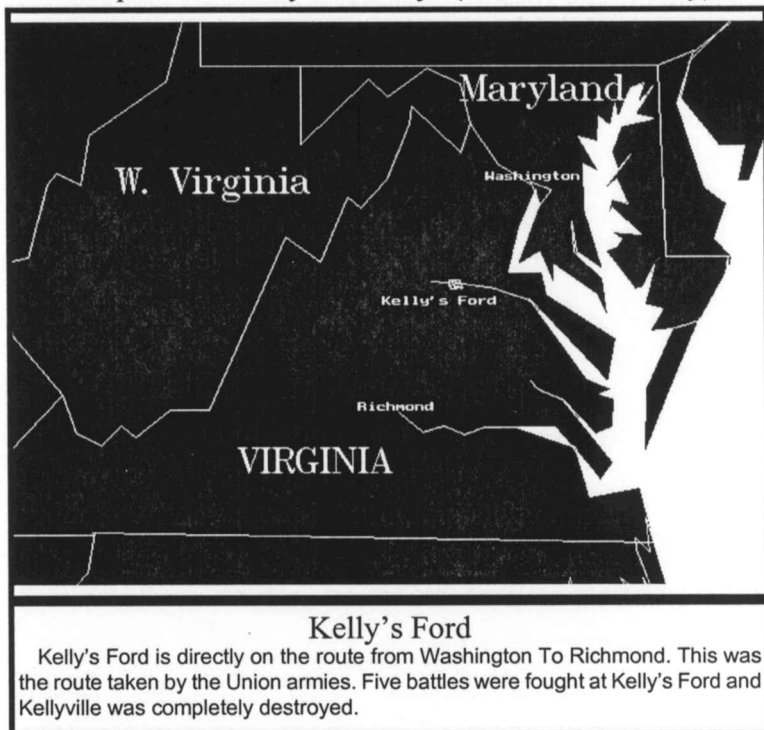 Maryland
W. Virginia
Washington
Kelly's Ford
Richmond
VIRGINIA
Kelly's Ford
Kelly's Ford is directly on the route from Washington To Richmond. This was
the route taken by the Union armies. Five battles were fought at Kelly's Ford and
Kellyville was completely destroyed.